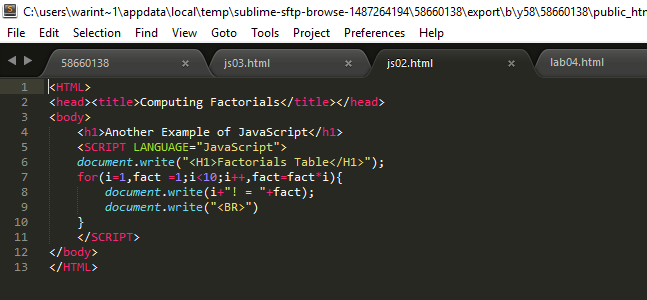 C:\users\warint~1\appdata\local\temp\sublime-sftp-browse-1487264194\58660138\export\b\y58\58660138\public_htm
File Edit Selection Find View Goto Tools Project Preferences Help
58660138 × js03.html × js02.html × lab04.html
1 <HTML>
2 <head><title>Computing Factorials</title></head>
3 <body>
4 <h1>Another Example of JavaScript</h1>
5 <SCRIPT LANGUAGE="JavaScript">
6 document.write("<H1>Factorials Table</H1>");
7 for(i=1,fact =1;i<10;i++,fact=fact*i){
8 document.write(i+"! = "+fact);
9 document.write("<BR>")
10 }
11 </SCRIPT>
12 </body>
13 </HTML>